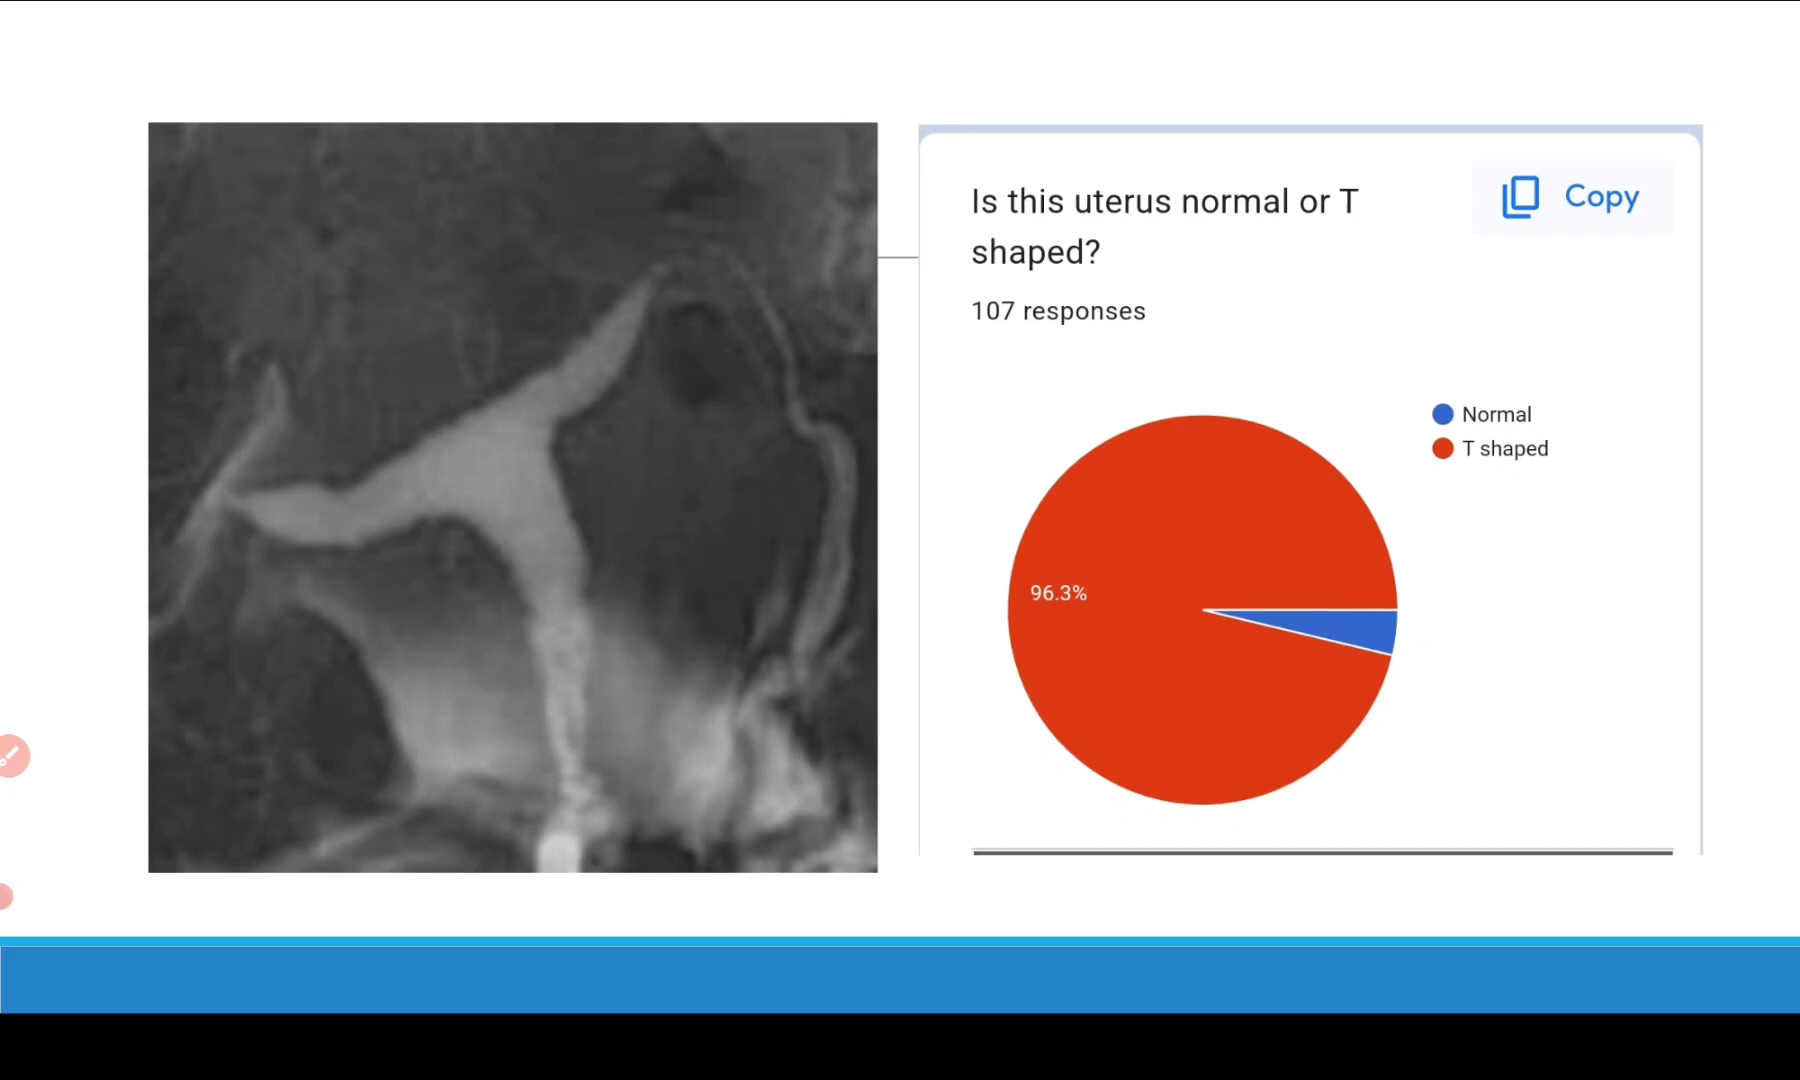 Is this uterus normal or T
shaped?
Copy
107 responses
Normal
T shaped
96.3%